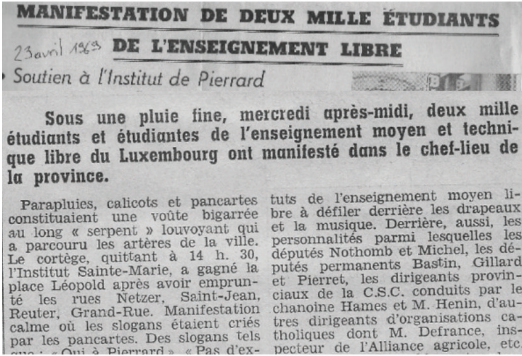 MANIFESTATION DE DEUX MILLE ÉTUDIANTS
DE L'ENSEIGNEMENT LIBRE
23 avril 1969
Soutien à l'Institut de Pierrard
Sous une pluie fine, mercredi après-midi, deux mille
étudiants et étudiantes de l'enseignement moyen et techni-
que libre du Luxembourg ont manifesté dans le chef-lieu de
la province.
Parapluies, calicots et pancartes
constituaient une voûte bigarrée
au long « serpent » louvoyant qui
a parcouru les artères de la ville.
Le cortège, quittant à 14 h. 30,
l'Institut Sainte-Marie, a gagné la
place Léopold après avoir emprun-
té les rues Netzer, Saint-Jean,
Reuter, Grand-Rue. Manifestation
calme où les slogans étaient criés
par les pancartes. Des slogans tels
que « Qui à Pierrard » « Pas d'ex-
tuts de l'enseignement moyen li-
bre à défiler derrière les drapeaux
et la musique. Derrière, aussi, les
personnalités parmi lesquelles, les
députés Nothomb et Michel, les dé-
putés permanents Bastin, Gillard
et Pierret, les dirigeants provin-
ciaux de la C.S.C. conduits par le
chanoine Hames et M. Henin, d'au-
tres dirigeants d'organisations ca-
tholiques dont M. Defrance, ins-
pecteur de l'Alliance agricole, etc